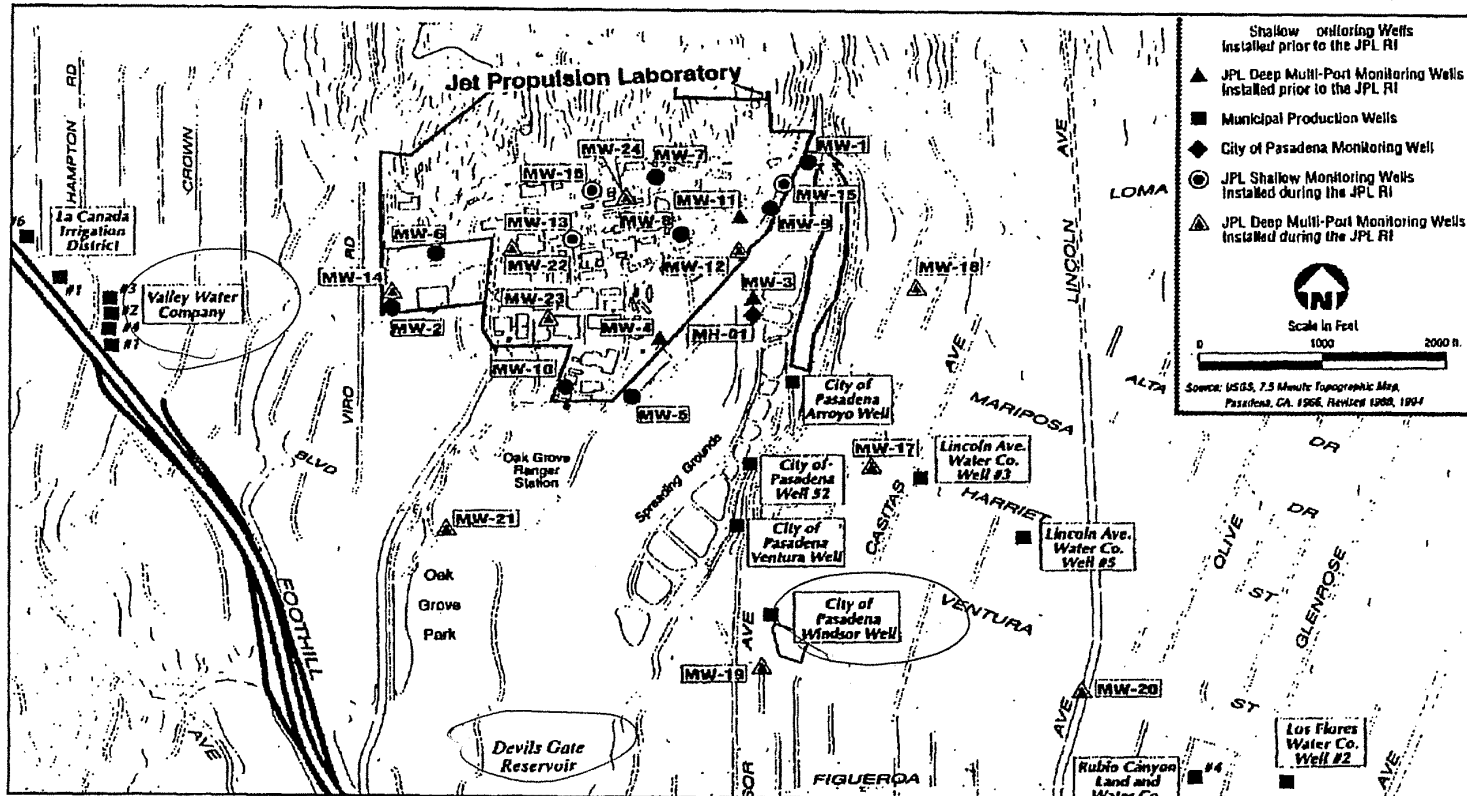 Jet Propulsion Laboratory
HAMPTON RD
CROWN
VIRO RD
BLVD
FOOTHILL
AVE
#6
La Canada
Irrigation
District
#1
#3
#2
#4
#1
Valley Water
Company
MW-24
MW-7
MW-16
MW-1
MW-11
MW-15
MW-13
MW-8
MW-9
MW-6
MW-22
MW-12
MW-14
MW-23
MW-3
MW-18
MW-2
MW-4
MH-01
MW-10
MW-5
City of
Pasadena
Arroyo Well
MW-17
Lincoln Ave.
Water Co.
Well #3
City of
Pasadena
Well 52
Oak Grove
Ranger
Station
Spreading Grounds
MW-21
City of
Pasadena
Ventura Well
Lincoln Ave.
Water Co.
Well #5
Oak
Grove
Park
City of
Pasadena
Windsor Well
MW-19
MW-20
Devils Gate
Reservoir
AVE
SOR
FIGUEROA
CASITAS
AVE
LINCOLN AVE
AVE
LOMA
ALTA
MARIPOSA
HARRIET
VENTURA
DR
DR
OLIVE
ST
GLENROSE
ST
AVE
Rubio Canyon
Land and
Water Co.
#4
Los Flores
Water Co.
Well #2
Shallow onitoring Wells
Installed prior to the JPL RI
JPL Deep Multi-Port Monitoring Wells
Installed prior to the JPL RI
Municipal Production Wells
City of Pasadena Monitoring Well
JPL Shallow Monitoring Wells
Installed during the JPL RI
JPL Deep Multi-Port Monitoring Wells
Installed during the JPL RI
N
Scale in Feet
0 1000 2000 ft.
Source: USGS, 7.5 Minute Topographic Map,
Pasadena, CA. 1966, Revised 1988, 1994